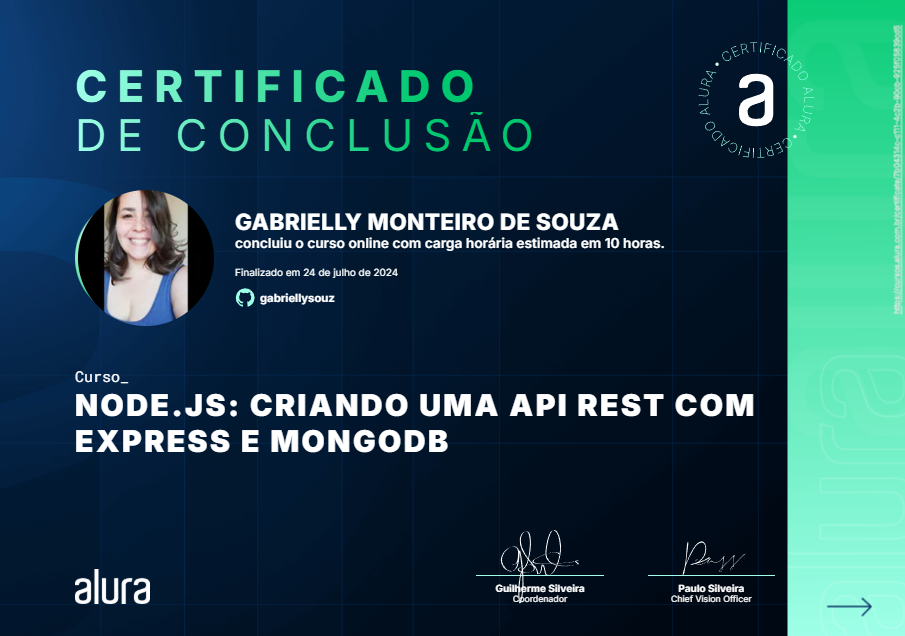 CERTIFICADO
DE CONCLUSÃO
• CERTIFICADO ALURA • CERTIFICADO ALURA
a
GABRIELLY MONTEIRO DE SOUZA
concluiu o curso online com carga horária estimada em 10 horas.
Finalizado em 24 de julho de 2024
gabriellysouz
Curso_
NODE.JS: CRIANDO UMA API REST COM
EXPRESS E MONGODB
alura
Guilherme Silveira
Coordenador
Paulo Silveira
Chief Vision Officer
alura